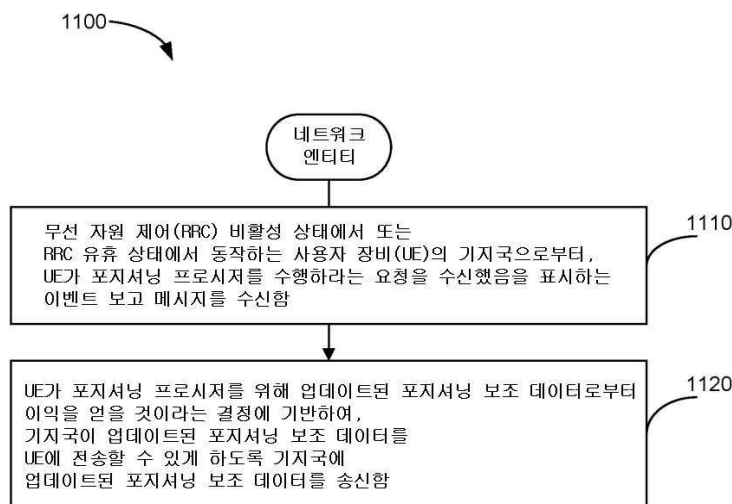 1100
네트워크
엔티티
무선 자원 제어(RRC) 비활성 상태에서 또는
RRC 유휴 상태에서 동작하는 사용자 장비(UE)의 기지국으로부터,
UE가 포지셔닝 프로시저를 수행하라는 요청을 수신했음을 표시하는
이벤트 보고 메시지를 수신함
1110
UE가 포지셔닝 프로시저를 위해 업데이트된 포지셔닝 보조 데이터로부터
이익을 얻을 것이라는 결정에 기반하여,
기지국이 업데이트된 포지셔닝 보조 데이터를
UE에 전송할 수 있게 하도록 기지국에
업데이트된 포지셔닝 보조 데이터를 송신함
1120